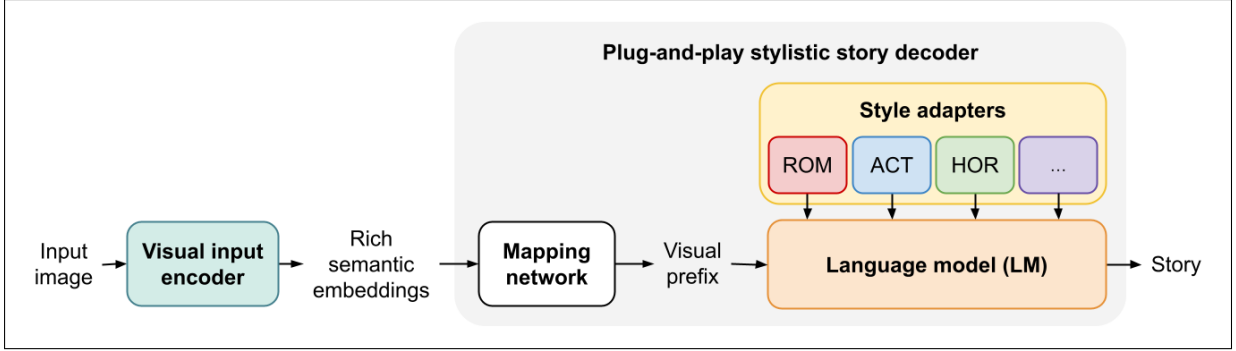 Plug-and-play stylistic story decoder
Style adapters
ROM
ACT
HOR
...
Input
image
Visual input
encoder
Rich
semantic
embeddings
Mapping
network
Visual
prefix
Language model (LM)
Story